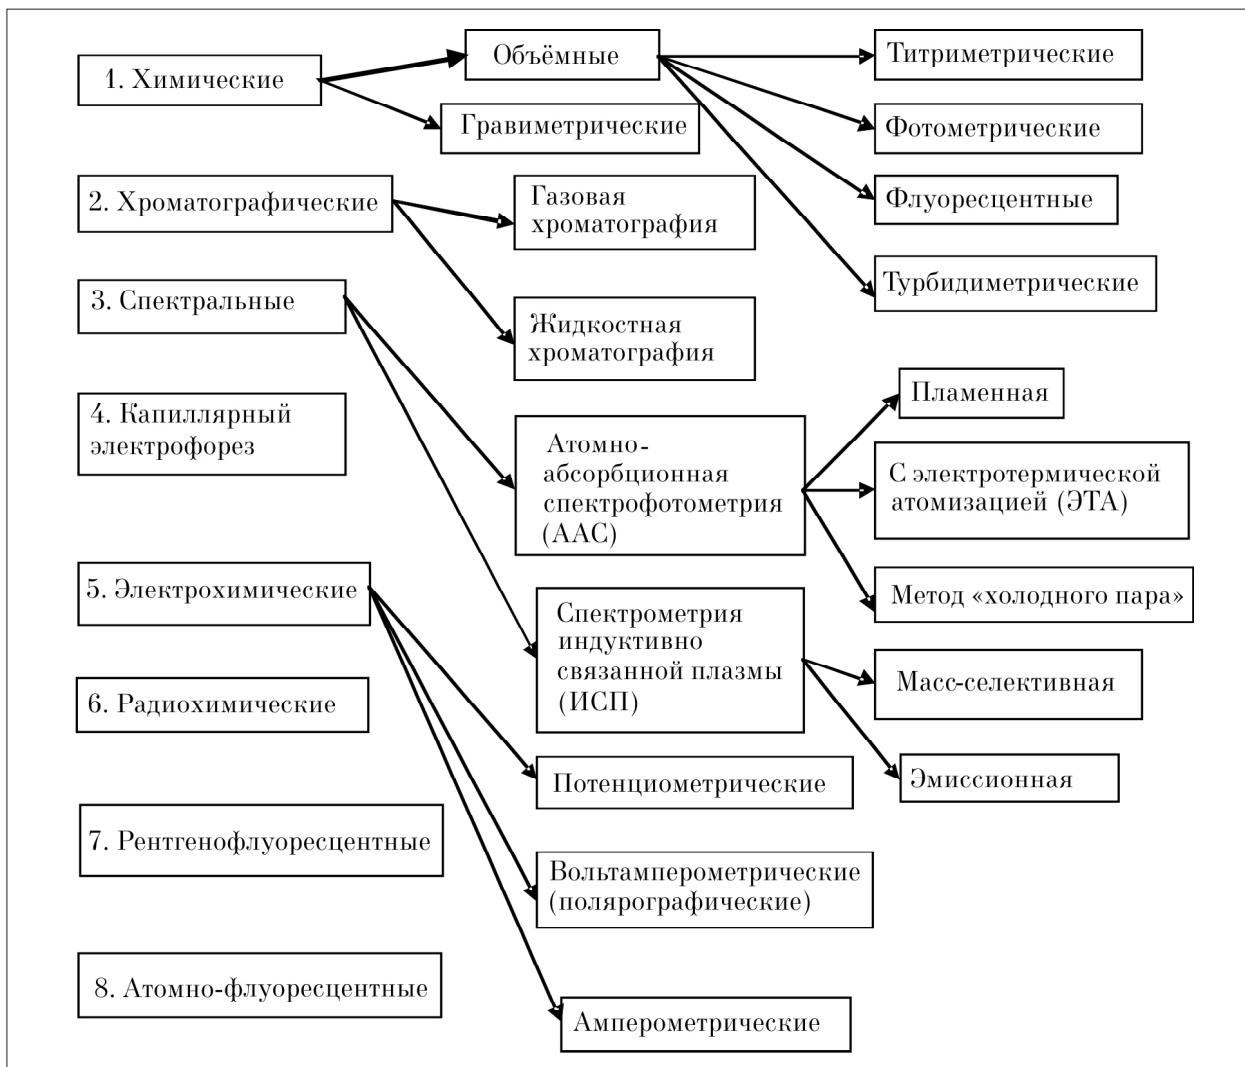 1. Химические
Объёмные
Гравиметрические
Титриметрические
Фотометрические
Флуоресцентные
Турбидиметрические
2. Хроматографические
Газовая
хроматография
Жидкостная
хроматография
3. Спектральные
Атомно-
абсорбционная
спектрофотометрия
(ААС)
Пламенная
С электротермической
атомизацией (ЭТА)
Метод «холодного пара»
Спектрометрия
индуктивно
связанной плазмы
(ИСП)
Масс-селективная
Эмиссионная
4. Капиллярный
электрофорез
5. Электрохимические
Потенциометрические
Вольтамперометрические
(полярографические)
Амперометрические
6. Радиохимические
7. Рентгенофлуоресцентные
8. Атомно-флуоресцентные